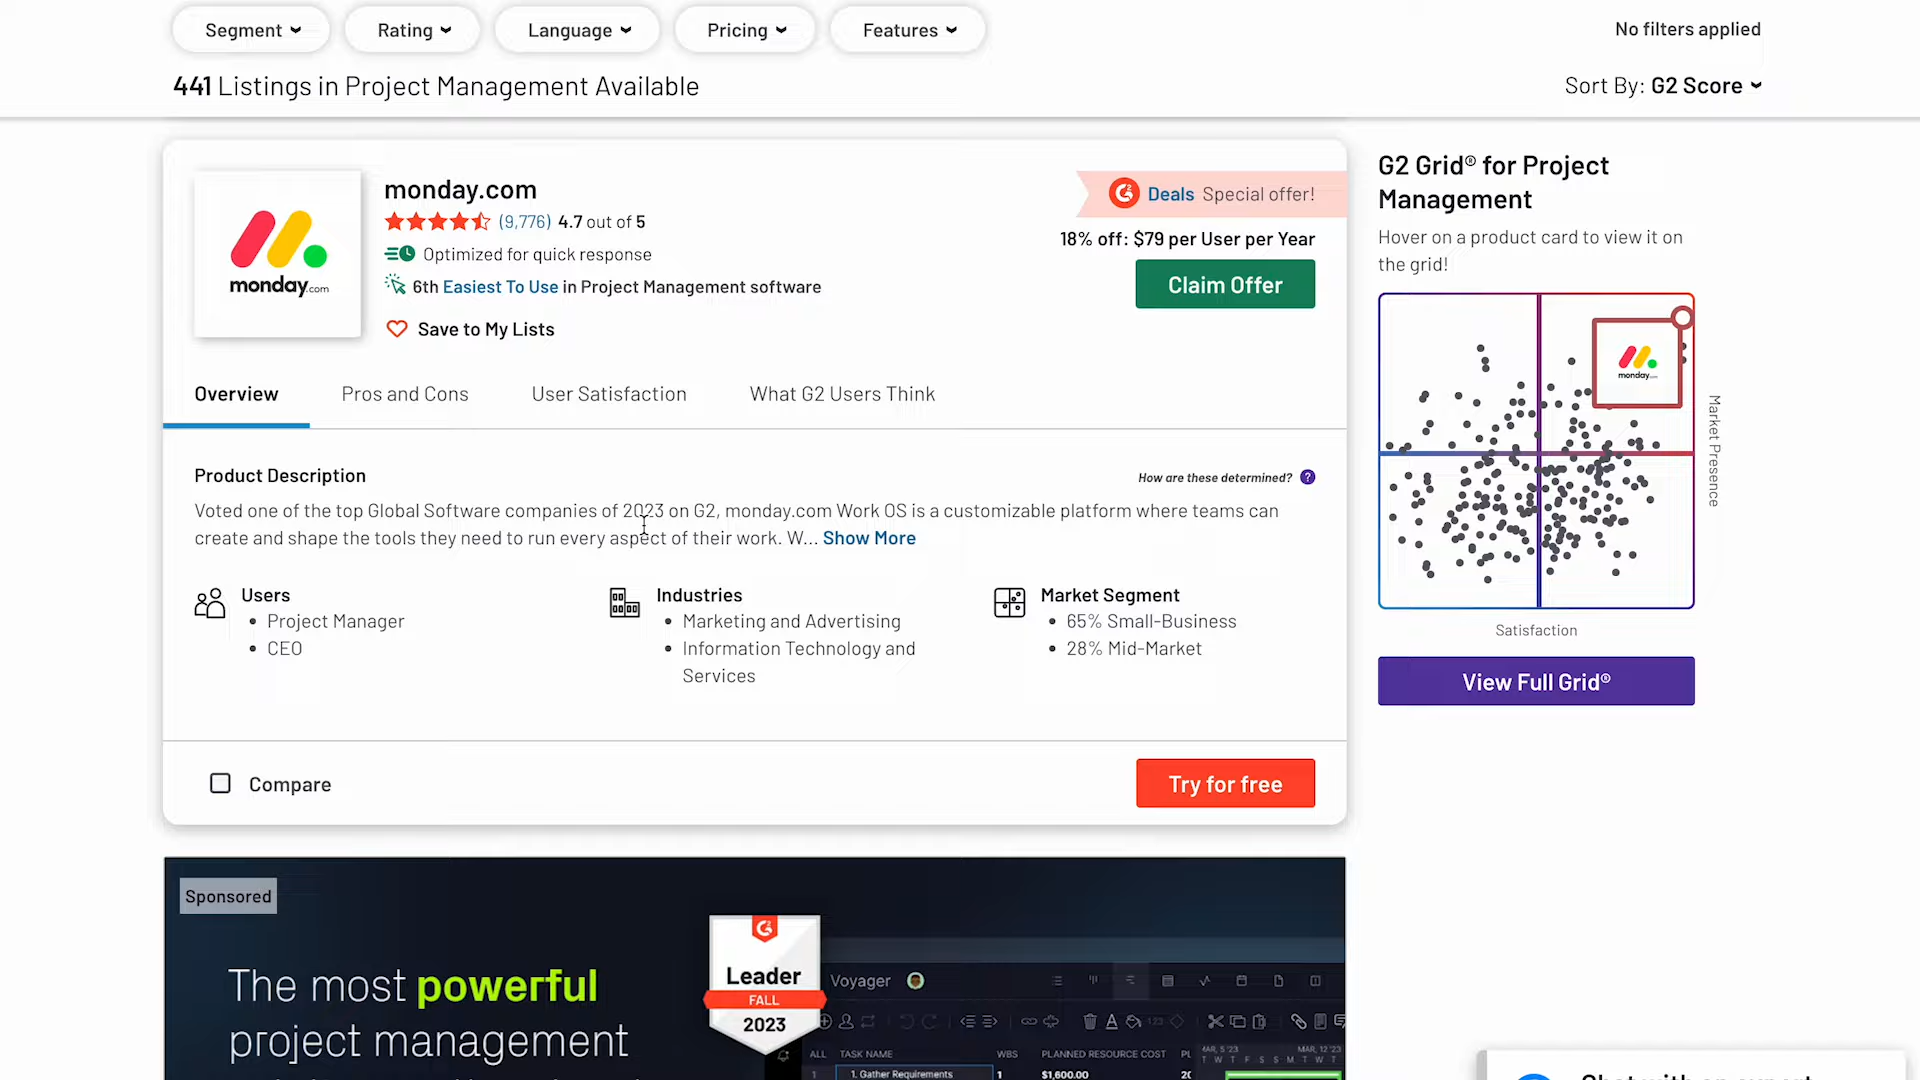 Segment
Rating
Language
Pricing
Features
No filters applied
441 Listings in Project Management Available
Sort By: G2 Score
monday.com
monday.com
(9,776) 4.7 out of 5
Optimized for quick response
6th Easiest To Use in Project Management software
Save to My Lists
Deals Special offer!
18% off: $79 per User per Year
Claim Offer
Overview
Pros and Cons
User Satisfaction
What G2 Users Think
Product Description
How are these determined? ?
Voted one of the top Global Software companies of 2023 on G2, monday.com Work OS is a customizable platform where teams can
create and shape the tools they need to run every aspect of their work. W... Show More
Users
• Project Manager
• CEO
Industries
• Marketing and Advertising
• Information Technology and
Services
Market Segment
• 65% Small-Business
• 28% Mid-Market
Compare
Try for free
G2 Grid® for Project
Management
Hover on a product card to view it on
the grid!
monday.com
Market Presence
Satisfaction
View Full Grid®
Sponsored
The most powerful
project management
Leader
FALL
2023
Voyager
123
ALL TASK NAME WBS PLANNED RESOURCE COST
MAR, 5 '23 MAR, 12 '23
T W T F S S M T W T
1 1. Gather Requirements 1 $1,600.00